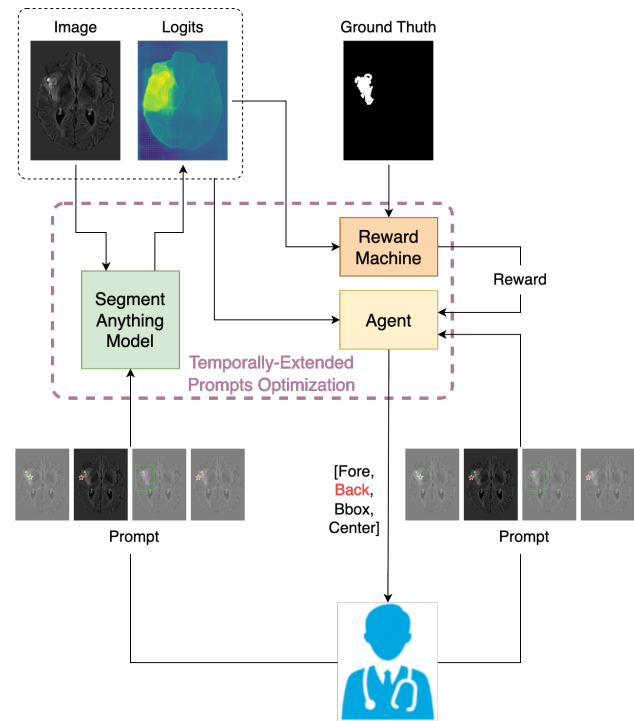 Image
Logits
Ground Thuth
Reward
Machine
Reward
Segment
Anything
Model
Agent
Temporally-Extended
Prompts Optimization
[Fore,
Back,
Bbox,
Center]
Prompt
Prompt